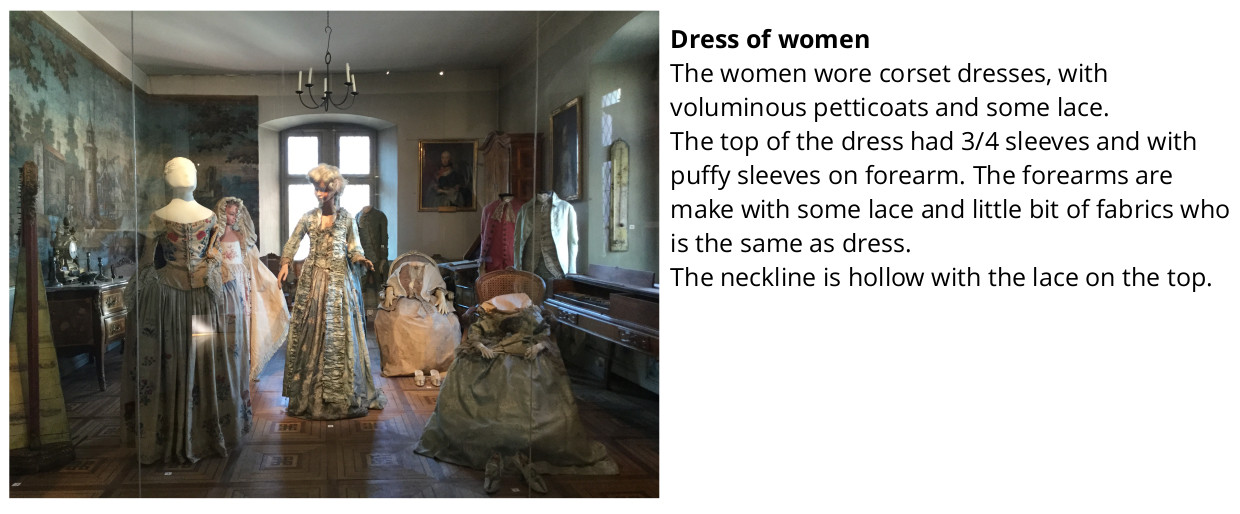 Dress of women
The women wore corset dresses, with
voluminous petticoats and some lace.
The top of the dress had 3/4 sleeves and with
puffy sleeves on forearm. The forearms are
make with some lace and little bit of fabrics who
is the same as dress.
The neckline is hollow with the lace on the top.